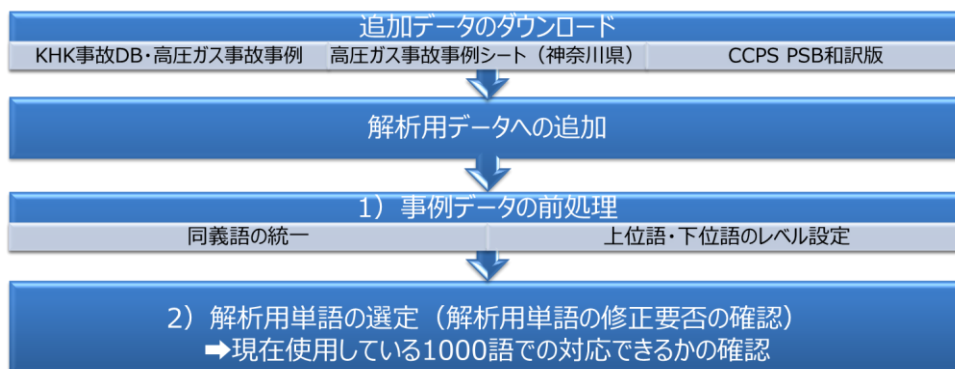 追加データのダウンロード
KHK事故DB・高圧ガス事故事例
高圧ガス事故事例シート（神奈川県）
CCPS PSB和訳版
解析用データへの追加
1）事例データの前処理
同義語の統一
上位語・下位語のレベル設定
2）解析用単語の選定（解析用単語の修正要否の確認）
➡現在使用している1000語での対応できるかの確認